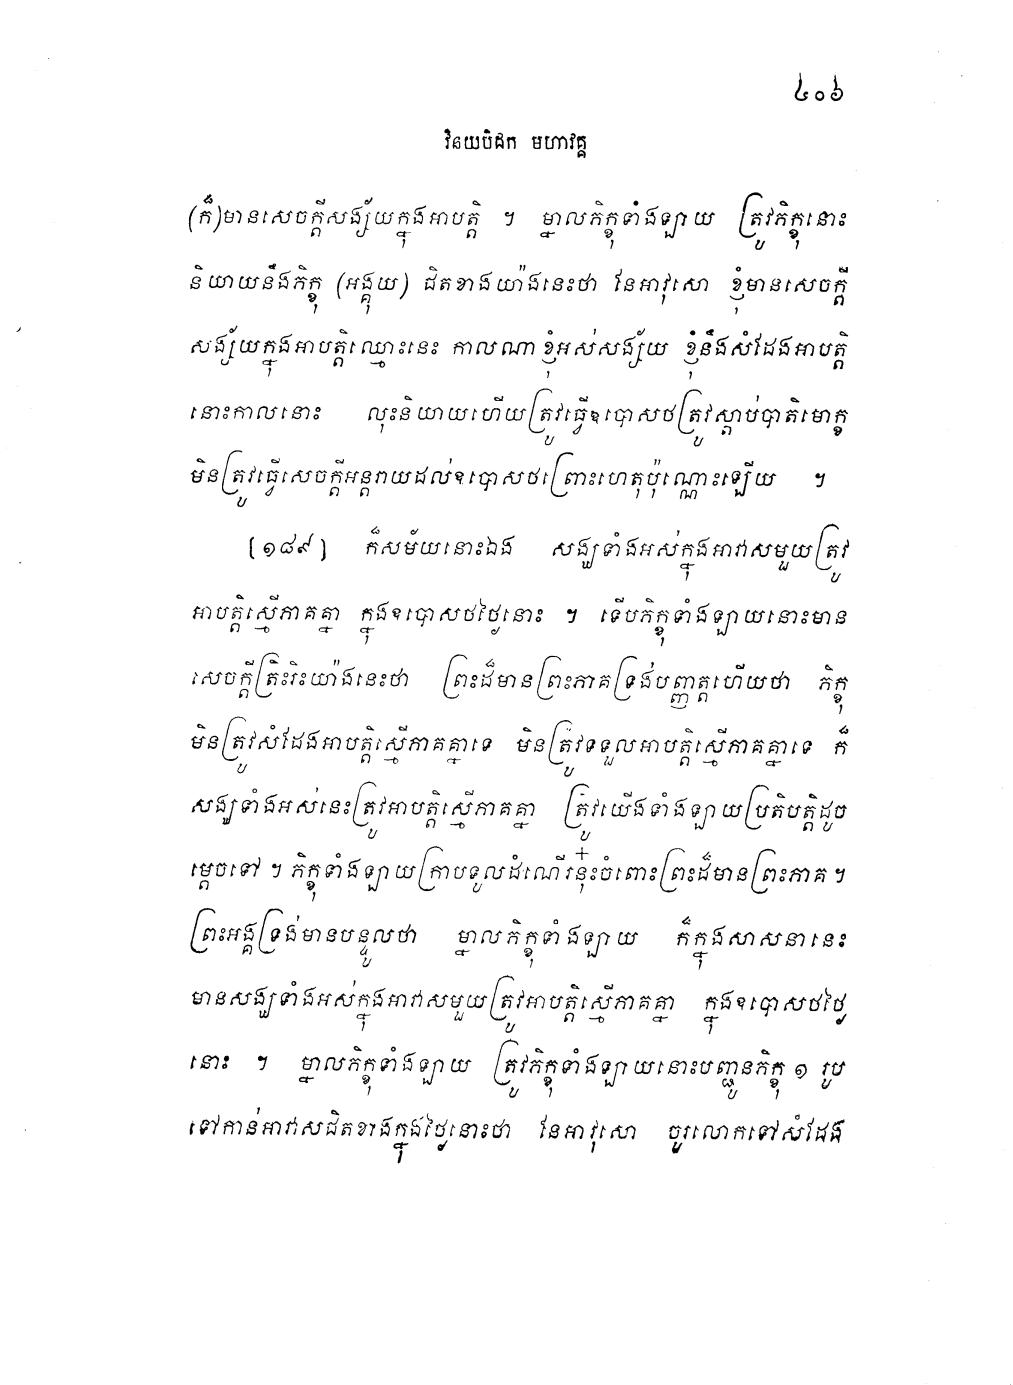 ៤០៦
វិនយបិដក មហាវគ្គ
(ក៏)មានសេចក្តីសង្ស័យក្នុងអាបត្តិ ។ ម្នាលភិក្ខុទាំងឡាយ ត្រូវភិក្ខុនោះ
និយាយនឹងភិក្ខុ (អង្គុយ) ជិតខាងយ៉ាងនេះថា នែអាវុសោ ខ្ញុំមានសេចក្តី
សង្ស័យក្នុងអាបត្តិឈ្មោះនេះ កាលណាខ្ញុំអស់សង្ស័យ ខ្ញុំនឹងសំដែងអាបត្តិ
នោះកាលនោះ លុះនិយាយហើយត្រូវធ្វើឧបោសថត្រូវស្តាប់បាតិមោក្ខ
មិនត្រូវធ្វើសេចក្តីអន្តរាយដល់ឧបោសថព្រោះហេតុប៉ុណ្ណោះឡើយ ។
[១៨៩] ក៏សម័យនោះឯង សង្ឃទាំងអស់ក្នុងអាវាសមួយត្រូវ
អាបត្តិស្មើភាគគ្នា ក្នុងឧបោសថថ្ងៃនោះ ។ ទើបភិក្ខុទាំងឡាយនោះមាន
សេចក្តីត្រិះរិះយ៉ាងនេះថា ព្រះដ៏មានព្រះភាគទ្រង់បញ្ញត្តហើយថា ភិក្ខុ
មិនត្រូវសំដែងអាបត្តិស្មើភាគគ្នាទេ មិនត្រូវទទួលអាបត្តិស្មើភាគគ្នាទេ ក៏
សង្ឃទាំងអស់នេះត្រូវអាបត្តិស្មើភាគគ្នា ត្រូវយើងទាំងឡាយប្រតិបត្តិដូច
ម្តេចទៅ ។ ភិក្ខុទាំងឡាយក្រាបទូលដំណើរនុ៎ះចំពោះព្រះដ៏មានព្រះភាគ ។
ព្រះអង្គទ្រង់មានបន្ទូលថា ម្នាលភិក្ខុទាំងឡាយ ក៏ក្នុងសាសនានេះ
មានសង្ឃទាំងអស់ក្នុងអាវាសមួយត្រូវអាបត្តិស្មើភាគគ្នា ក្នុងឧបោសថថ្ងៃ
នោះ ។ ម្នាលភិក្ខុទាំងឡាយ ត្រូវភិក្ខុទាំងឡាយនោះបញ្ជូនភិក្ខុ ១ រូប
ទៅកាន់អាវាសជិតខាងក្នុងថ្ងៃនោះថា នែអាវុសោ ចូរលោកទៅសំដែង